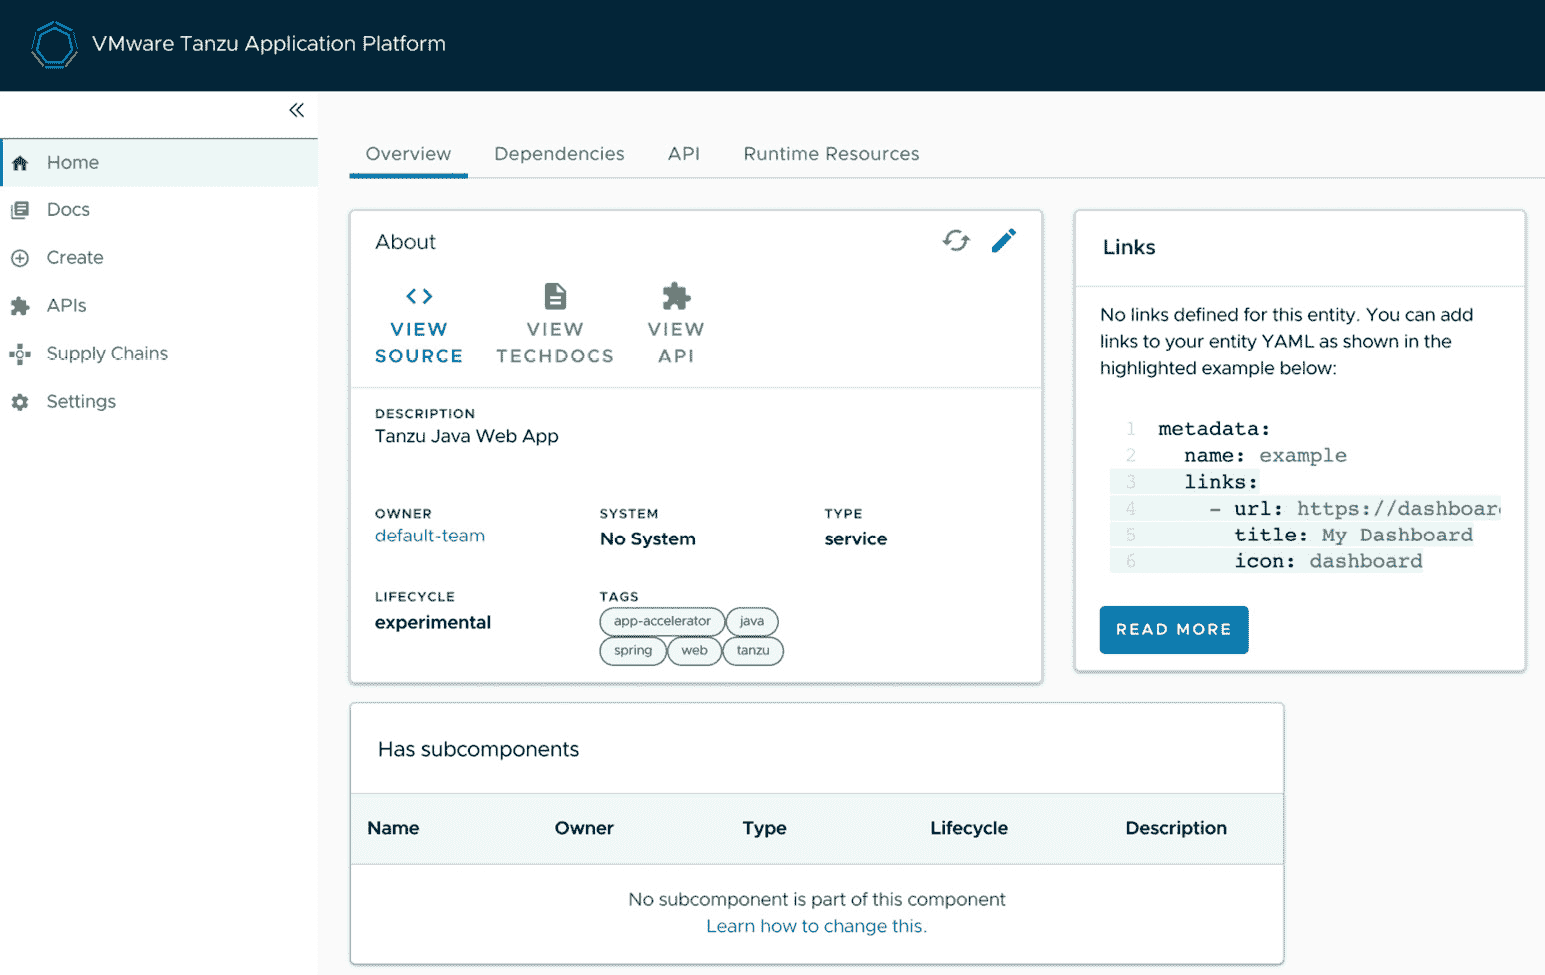 VMware Tanzu Application Platform
Home
Docs
Create
APIs
Supply Chains
Settings
Overview Dependencies API Runtime Resources
About
VIEW SOURCE
VIEW TECHDOCS
VIEW API
DESCRIPTION
Tanzu Java Web App
OWNER
default-team
SYSTEM
No System
TYPE
service
LIFECYCLE
experimental
TAGS
app-accelerator java
spring web tanzu
Links
No links defined for this entity. You can add
links to your entity YAML as shown in the
highlighted example below:
1 metadata:
2 name: example
3 links:
4 - url: https://dashboar
5 title: My Dashboard
6 icon: dashboard
READ MORE
Has subcomponents
Name Owner Type Lifecycle Description
No subcomponent is part of this component
Learn how to change this.